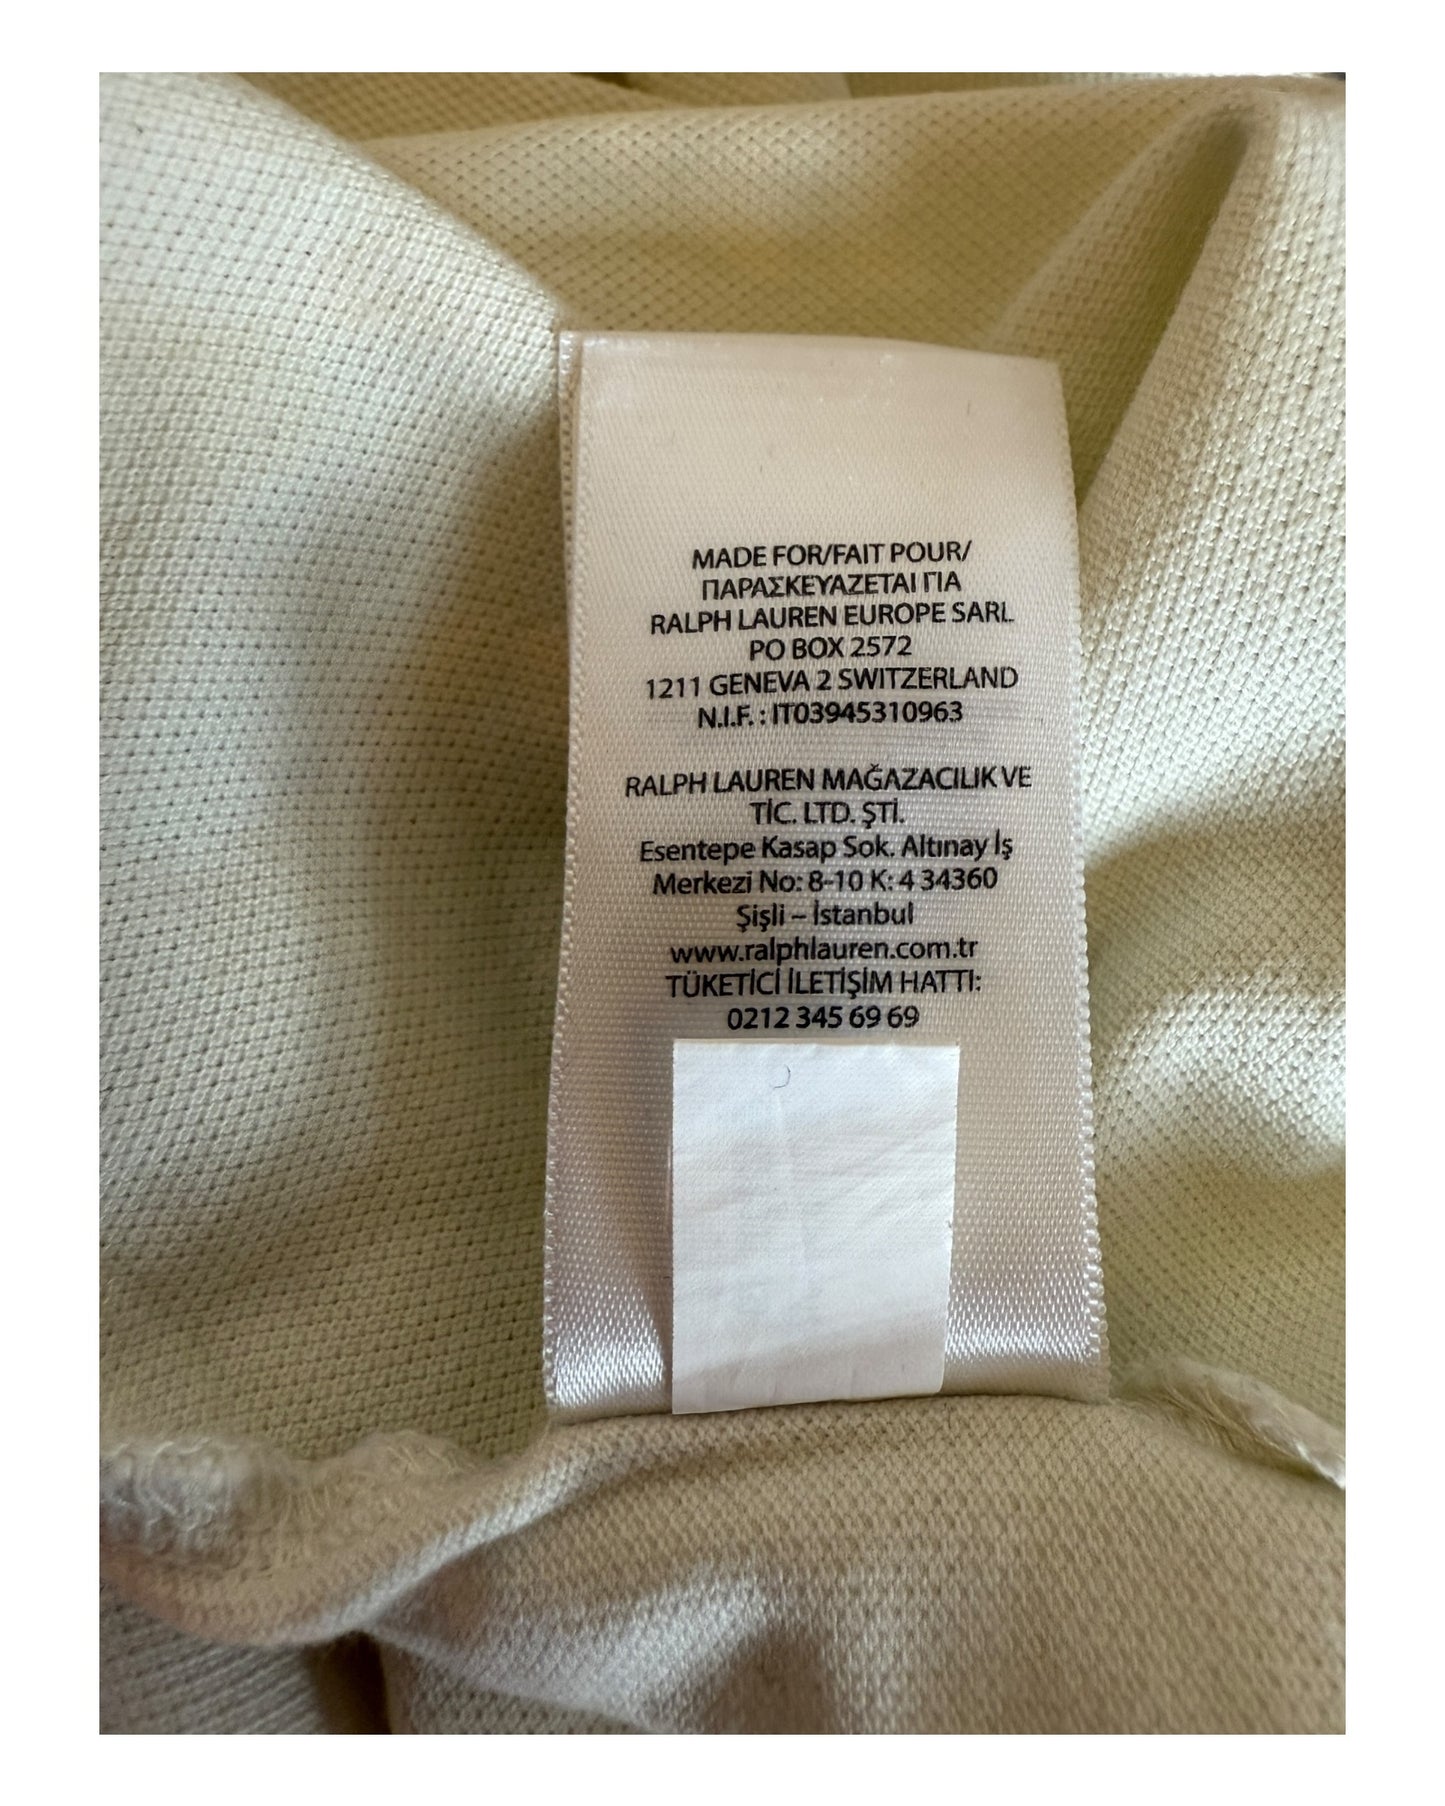 MADE FOR/FAIT POUR/
ΠΑΡΑΣΚΕΥΑΖΕΤΑΙ ΓΙΑ
RALPH LAUREN EUROPE SARL
PO BOX 2572
1211 GENEVA 2 SWITZERLAND
N.I.F. : IT03945310963
RALPH LAUREN MAĞAZACILIK VE
TİC. LTD. ŞTİ.
Esentepe Kasap Sok. Altınay İş
Merkezi No: 8-10 K: 4 34360
Şişli – İstanbul
www.ralphlauren.com.tr
TÜKETİCİ İLETİŞİM HATTI:
0212 345 69 69